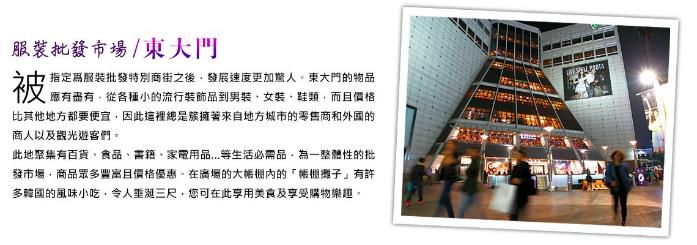 服裝批發市場/東大門
被指定爲服裝批發特別商街之後，發展速度更加驚人。東大門的物品
應有盡有，從各種小的流行裝飾品到男裝、女裝、鞋類，而且價格
比其他地方都要便宜，因此這裡總是簇擁著來自地方城市的零售商和外國的
商人以及觀光遊客們。
此地聚集有百貨、食品、書籍、家電用品...等生活必需品，為一整體性的批
發市場，商品眾多豐富且價格優惠。在廣場的大帳棚內的「帳棚攤子」有許
多韓國的風味小吃，令人垂涎三尺，您可在此享用美食及享受購物樂趣。